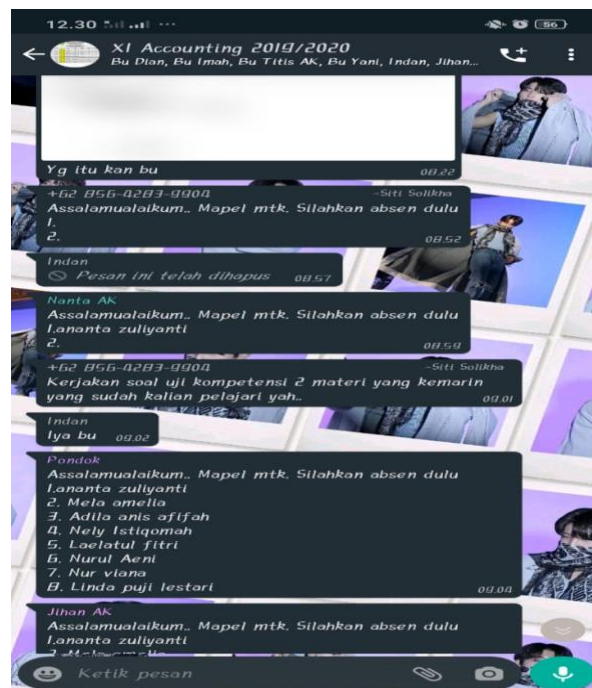 12.30
56
XI Accounting 2019/2020
Bu Dian, Bu Imah, Bu Titis AK, Bu Yani, Indan, Jihan...
Yg itu kan bu
08.22
+62 856-4283-9904 ~Siti Solikha
Assalamualaikum.. Mapel mtk. Silahkan absen dulu
1.
2.
08.52
Indan
Pesan ini telah dihapus 08.57
Nanta AK
Assalamualaikum.. Mapel mtk. Silahkan absen dulu
1.ananta zuliyanti
2.
08.59
+62 856-4283-9904 ~Siti Solikha
Kerjakan soal uji kompetensi 2 materi yang kemarin
yang sudah kalian pelajari yah..
09.01
Indan
Iya bu 09.02
Pondok
Assalamualaikum.. Mapel mtk. Silahkan absen dulu
1.ananta zuliyanti
2. Mela amelia
3. Adila anis afifah
4. Nely Istiqomah
5. Laelatul fitri
6. Nurul Aeni
7. Nur viana
8. Linda puji lestari
09.04
Jihan AK
Assalamualaikum.. Mapel mtk. Silahkan absen dulu
1.ananta zuliyanti
2. Mela amelia
Ketik pesan